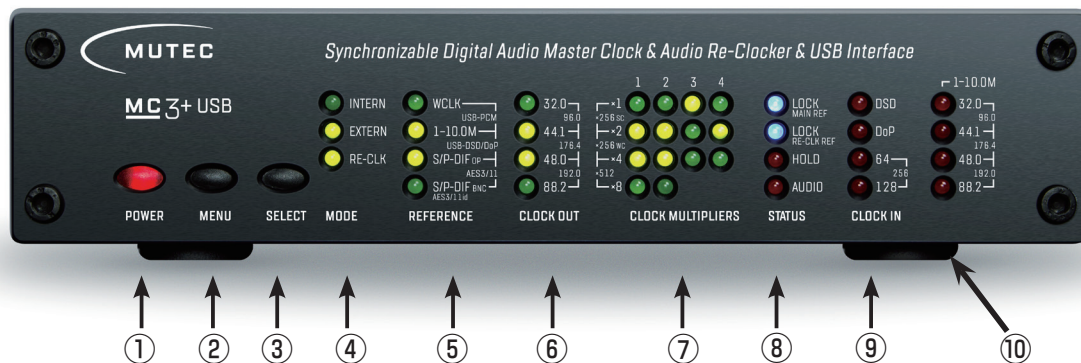 MUTEC
Synchronizable Digital Audio Master Clock & Audio Re-Clocker & USB Interface
MC3+ USB
INTERN
EXTERN
RE-CLK
WCLK
USB-PCM
1-10.0M
USB-DSD/DoP
S/P-DIF OP
AES3/11
S/P-DIF BNC
AES3/11id
32.0
96.0
44.1
176.4
48.0
192.0
88.2
1 2 3 4
×1
×256 SC
×2
×256 WC
×4
×512
×8
LOCK
MAIN REF
LOCK
RE-CLK REF
HOLD
AUDIO
DSD
DoP
64
256
128
1-10.0M
32.0
96.0
44.1
176.4
48.0
192.0
88.2
POWER MENU SELECT MODE REFERENCE CLOCK OUT CLOCK MULTIPLIERS STATUS CLOCK IN
① ② ③ ④ ⑤ ⑥ ⑦ ⑧ ⑨ ⑩